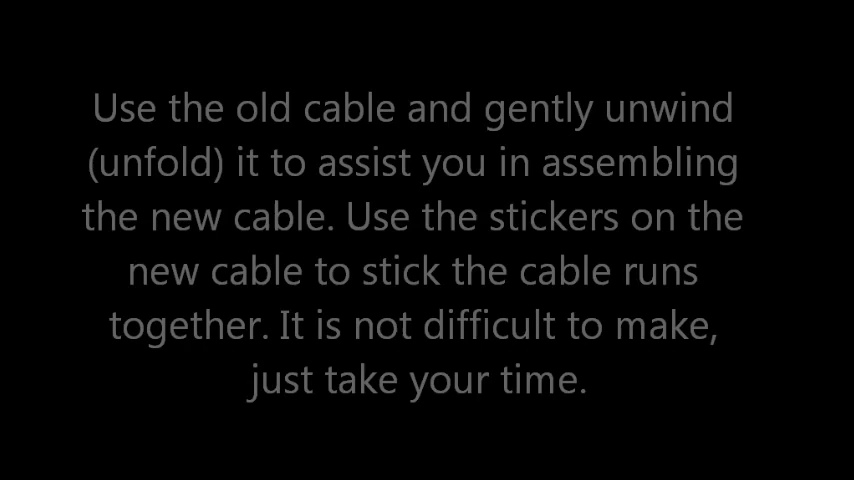 Use the old cable and gently unwind
(unfold) it to assist you in assembling
the new cable. Use the stickers on the
new cable to stick the cable runs
together. It is not difficult to make,
just take your time.